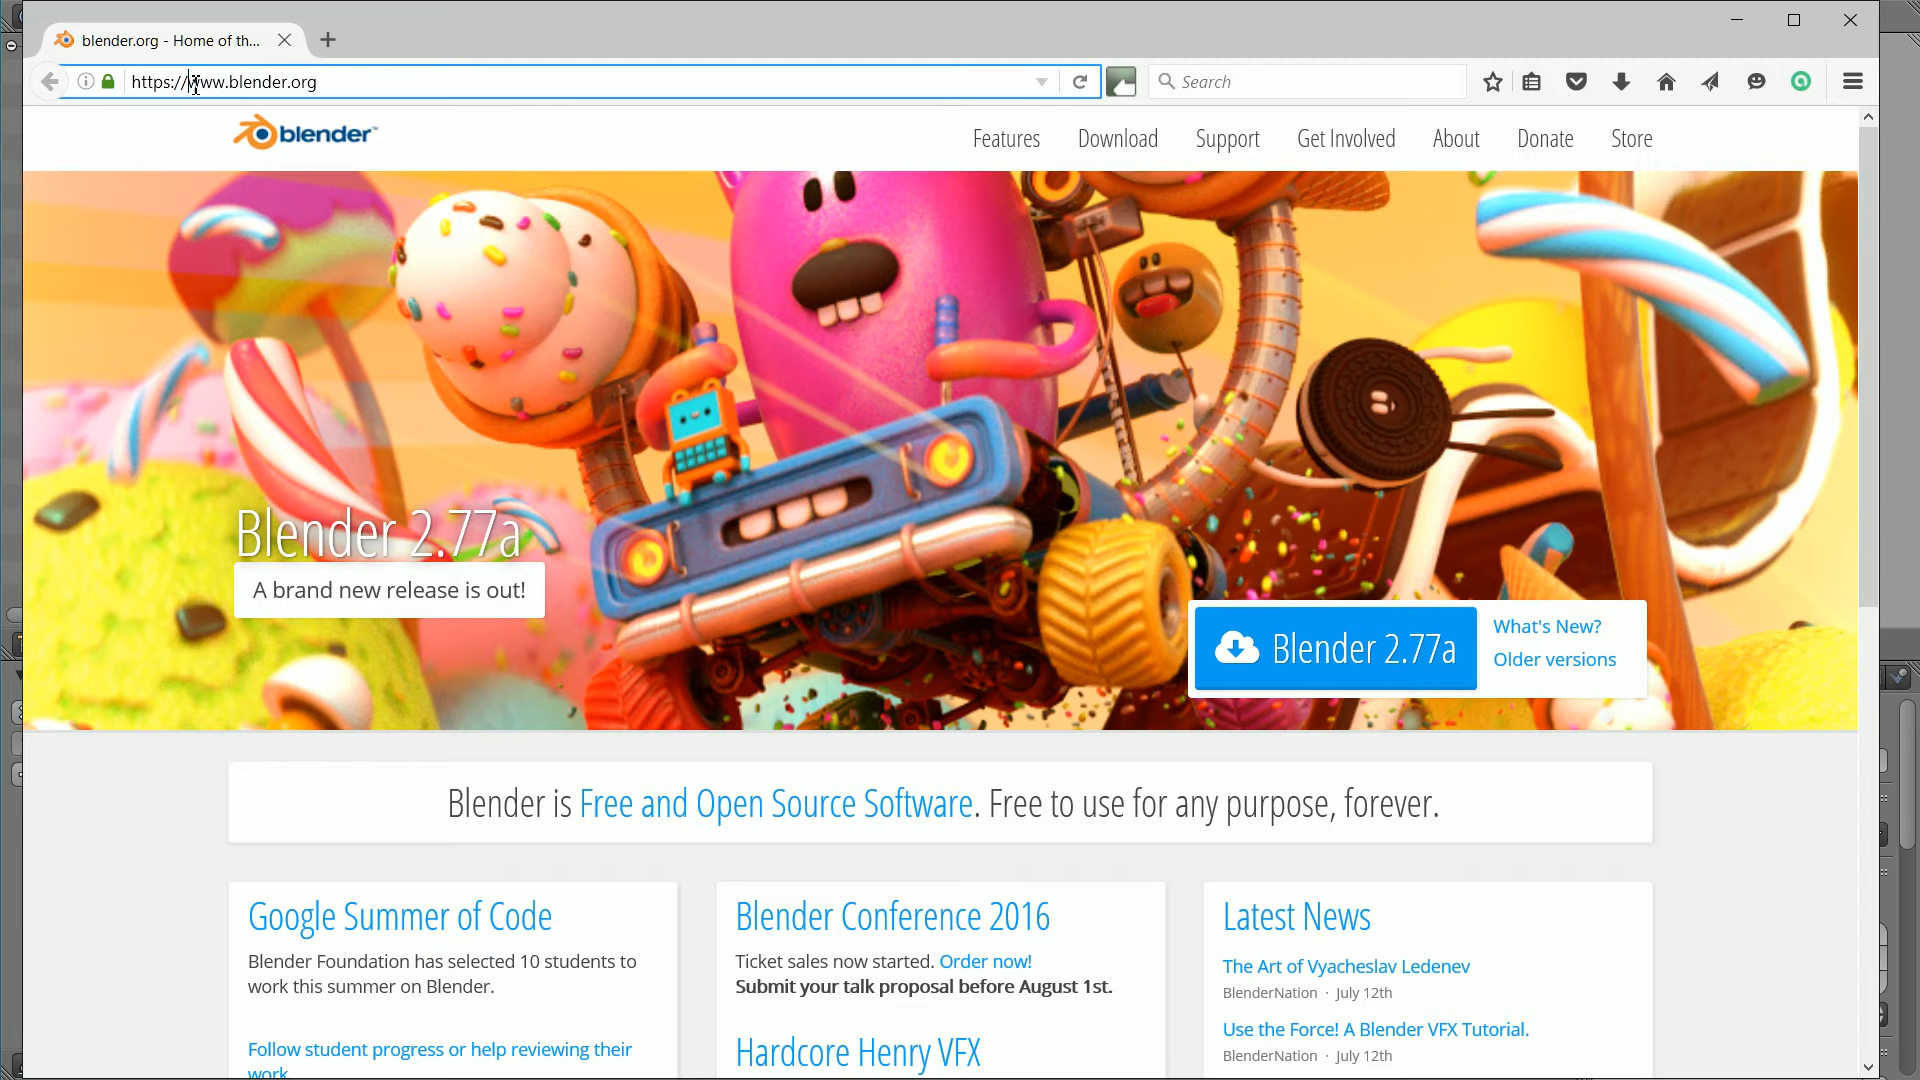 blender.org - Home of th...
https://www.blender.org
Search
blender
Features Download Support Get Involved About Donate Store
Blender 2.77a
A brand new release is out!
Blender 2.77a
What's New?
Older versions
Blender is Free and Open Source Software. Free to use for any purpose, forever.
Google Summer of Code
Blender Foundation has selected 10 students to
work this summer on Blender.
Follow student progress or help reviewing their
work
Blender Conference 2016
Ticket sales now started. Order now!
Submit your talk proposal before August 1st.
Hardcore Henry VFX
Latest News
The Art of Vyacheslav Ledenev
BlenderNation · July 12th
Use the Force! A Blender VFX Tutorial.
BlenderNation · July 12th